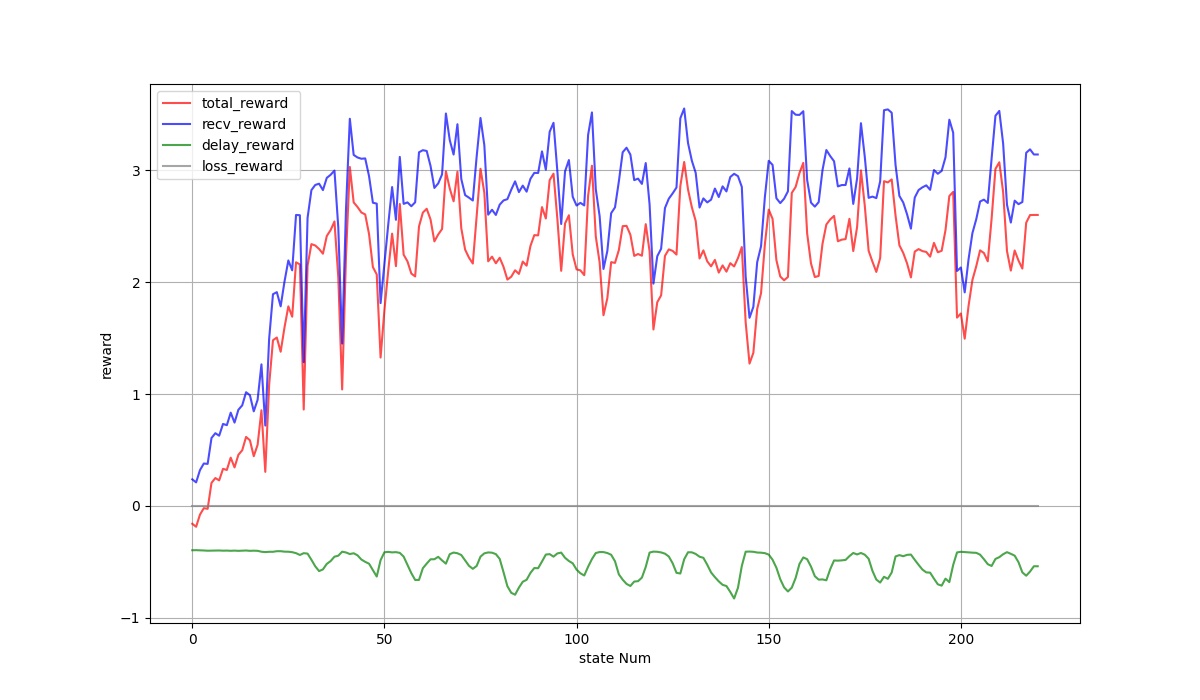 total_reward
recv_reward
delay_reward
loss_reward
reward
3
2
1
0
−1
0 50 100 150 200
state Num